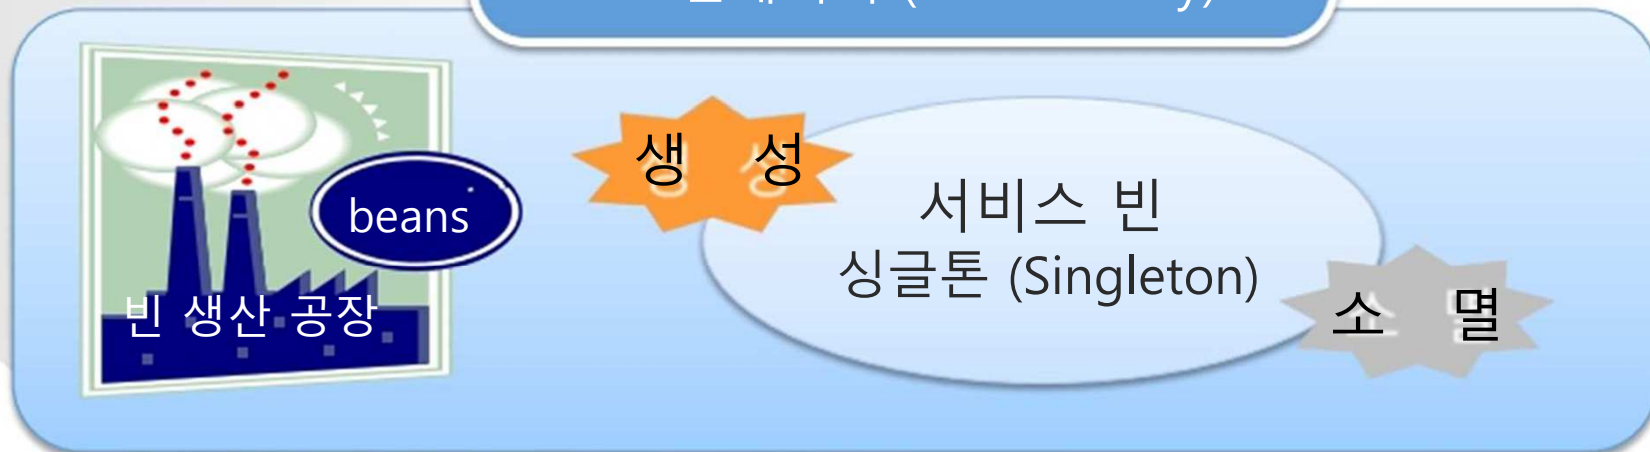 beans
빈 생산 공장
생 성
서비스 빈
싱글톤 (Singleton)
소 멸